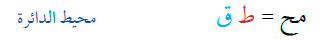 مح = ط ق محيط الدائرة